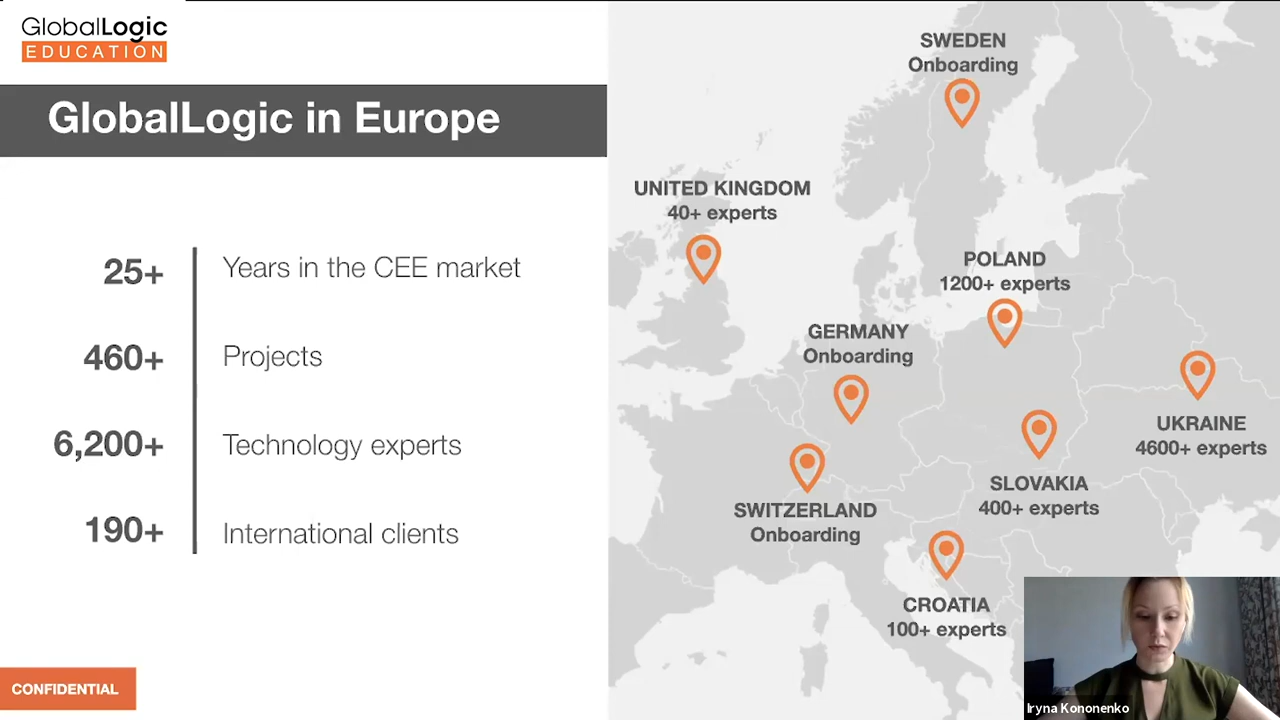 GlobalLogic
EDUCATION
GlobalLogic in Europe
25+ Years in the CEE market
460+ Projects
6,200+ Technology experts
190+ International clients
CONFIDENTIAL
SWEDEN
Onboarding
UNITED KINGDOM
40+ experts
POLAND
1200+ experts
GERMANY
Onboarding
UKRAINE
4600+ experts
SLOVAKIA
400+ experts
SWITZERLAND
Onboarding
CROATIA
100+ experts
Iryna Kononenko